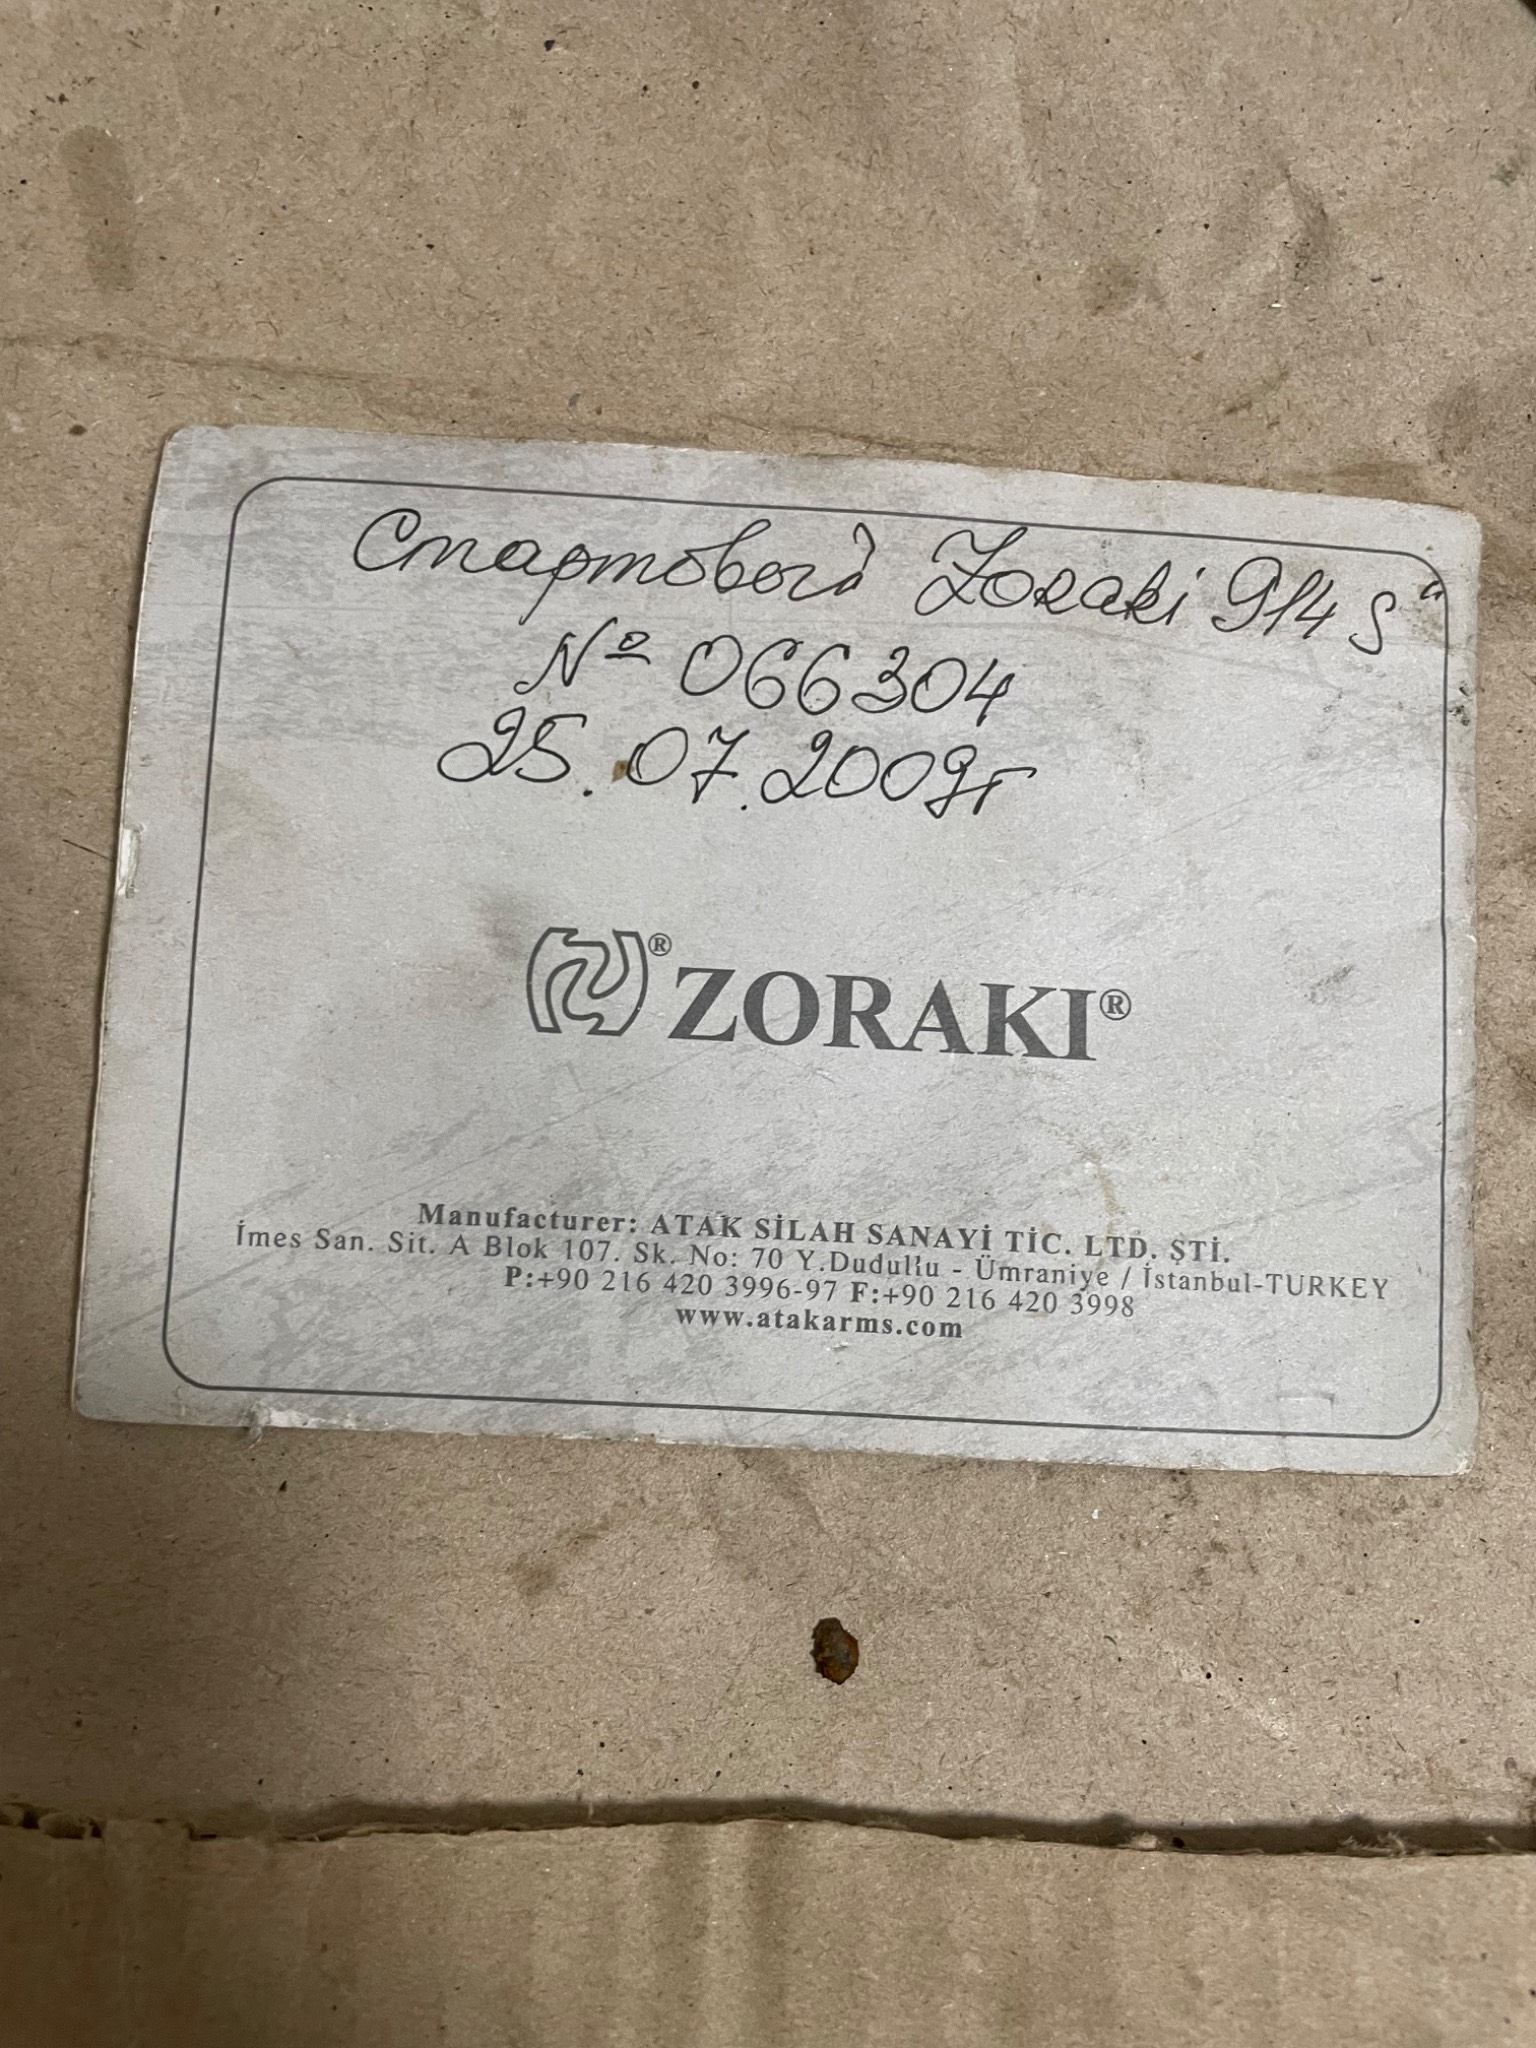 Стартовой Zoraki 914 S"
№ 066304
25.07.2009г
® ZORAKI®
Manufacturer: ATAK SİLAH SANAYİ TİC. LTD. ŞTİ.
İmes San. Sit. A Blok 107. Sk. No: 70 Y.Dudullu - Ümraniye / İstanbul-TURKEY
P:+90 216 420 3996-97 F:+90 216 420 3998
www.atakarms.com